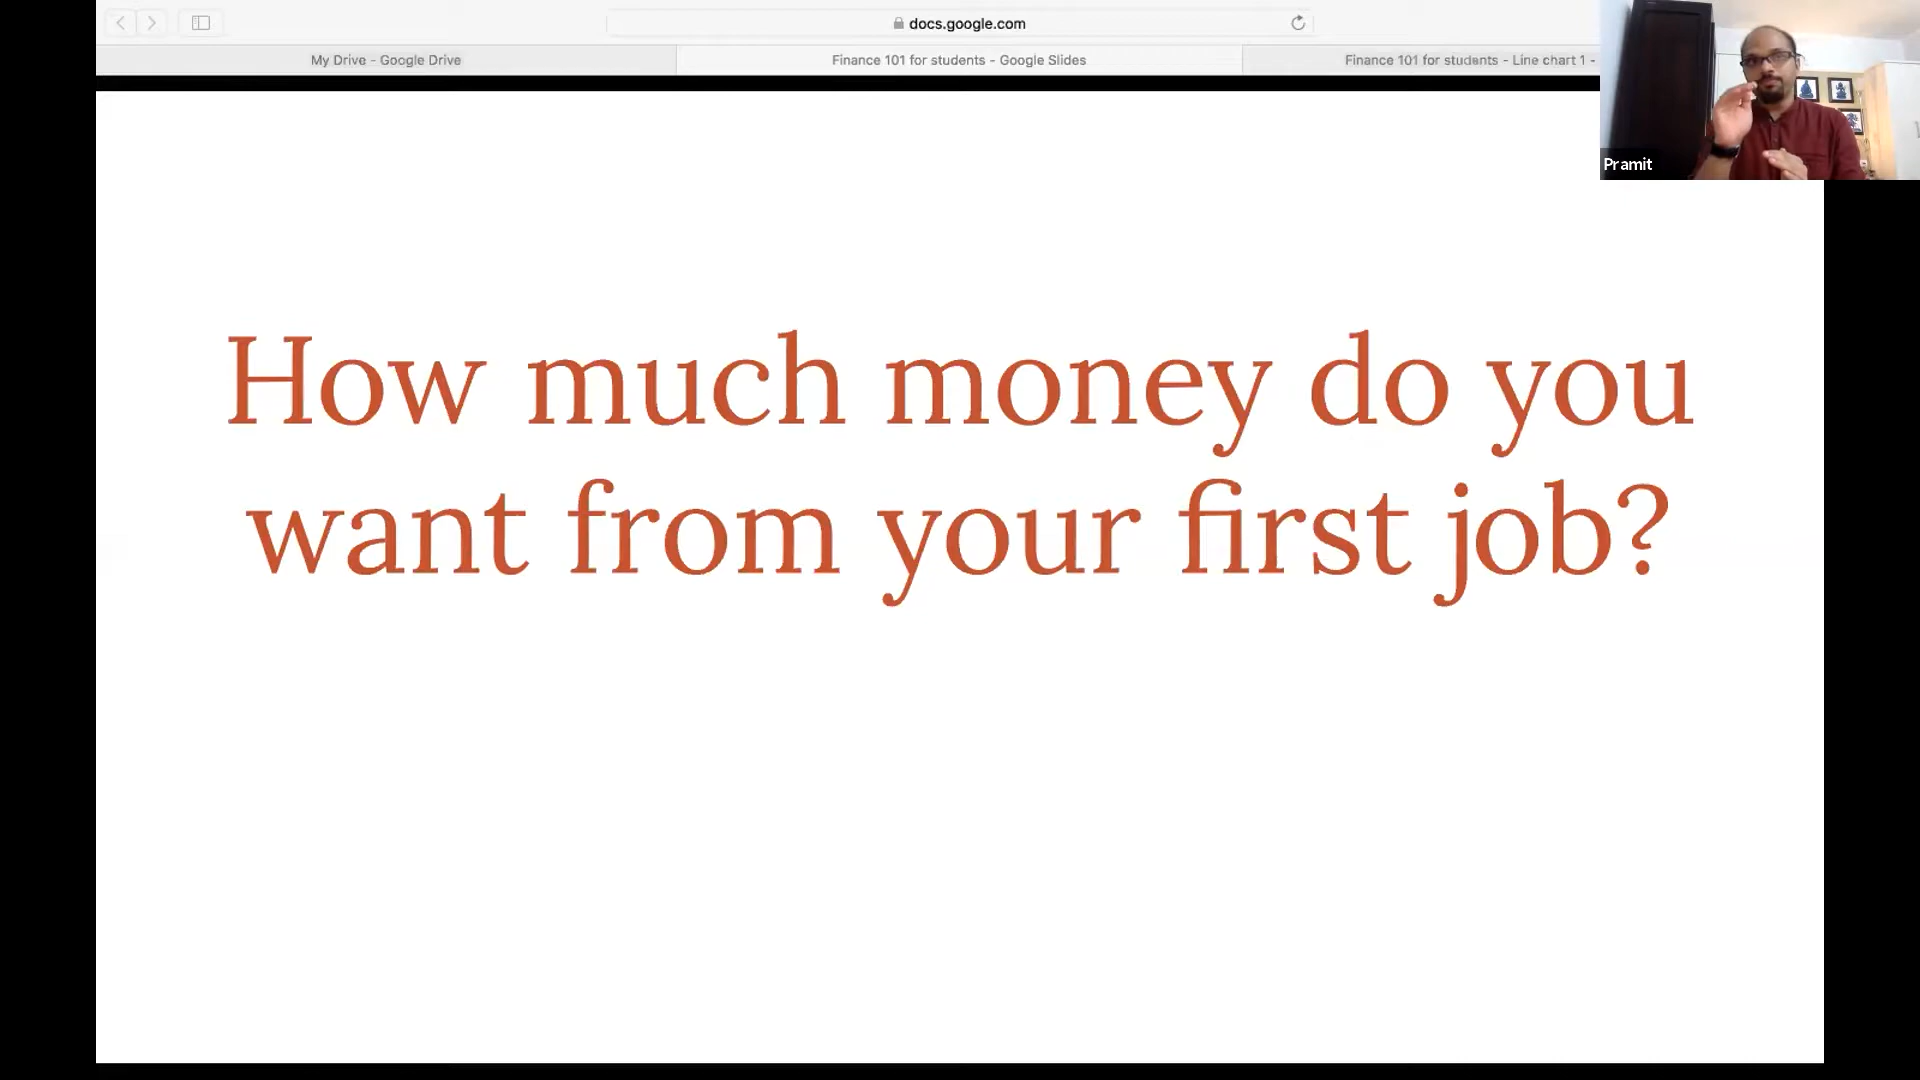 docs.google.com
My Drive - Google Drive
Finance 101 for students - Google Slides
Finance 101 for students - Line chart 1 -
Pramit
How much money do you
want from your first job?